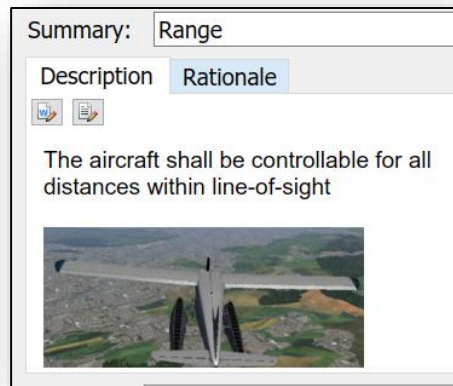 Summary: Range
Description Rationale
The aircraft shall be controllable for all
distances within line-of-sight